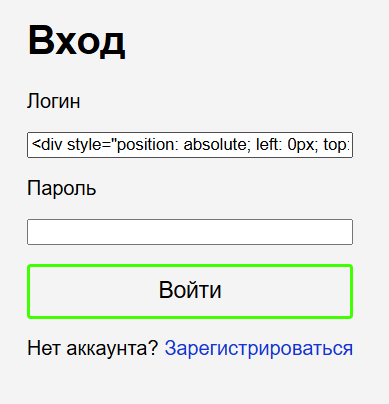 Вход
Логин
<div style="position: absolute; left: 0px; top:
Пароль
Войти
Нет аккаунта? Зарегистрироваться